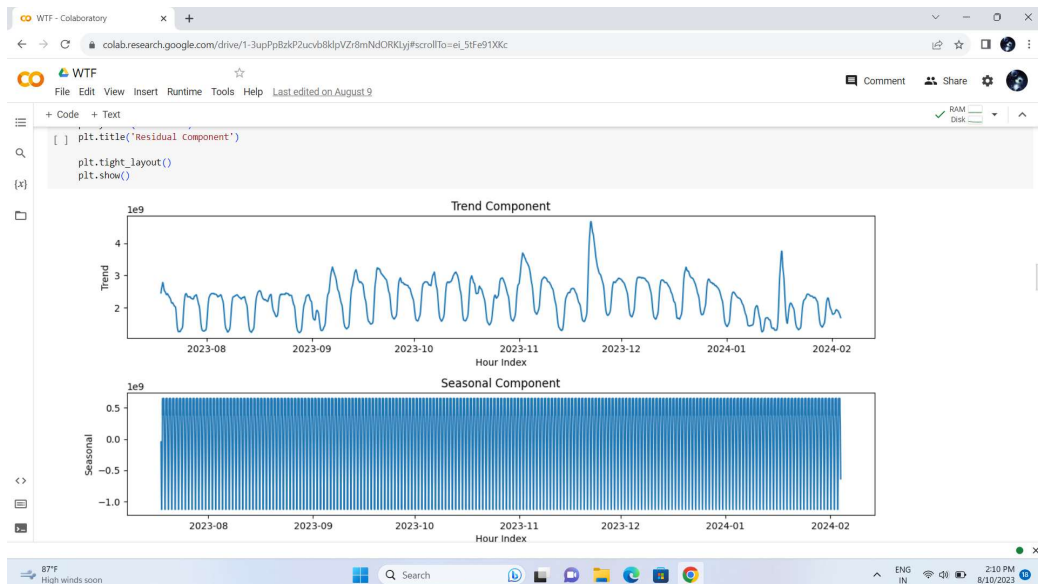 WTF - Colaboratory
colab.research.google.com/drive/1-3upPpBzkP2ucvb8klpVZr8mNdORKLyj#scrollTo=ei_5tFe91XKc
WTF
File Edit View Insert Runtime Tools Help Last edited on August 9
Comment Share
+ Code + Text
RAM
Disk
[ ] plt.title('Residual Component')
plt.tight_layout()
plt.show()
{x}
Trend Component
1e9
4
3
2
Trend
2023-08 2023-09 2023-10 2023-11 2023-12 2024-01 2024-02
Hour Index
Seasonal Component
1e9
0.5
0.0
−0.5
−1.0
Seasonal
2023-08 2023-09 2023-10 2023-11 2023-12 2024-01 2024-02
Hour Index
87°F
High winds soon
Search
ENG
IN
2:10 PM
8/10/2023
18